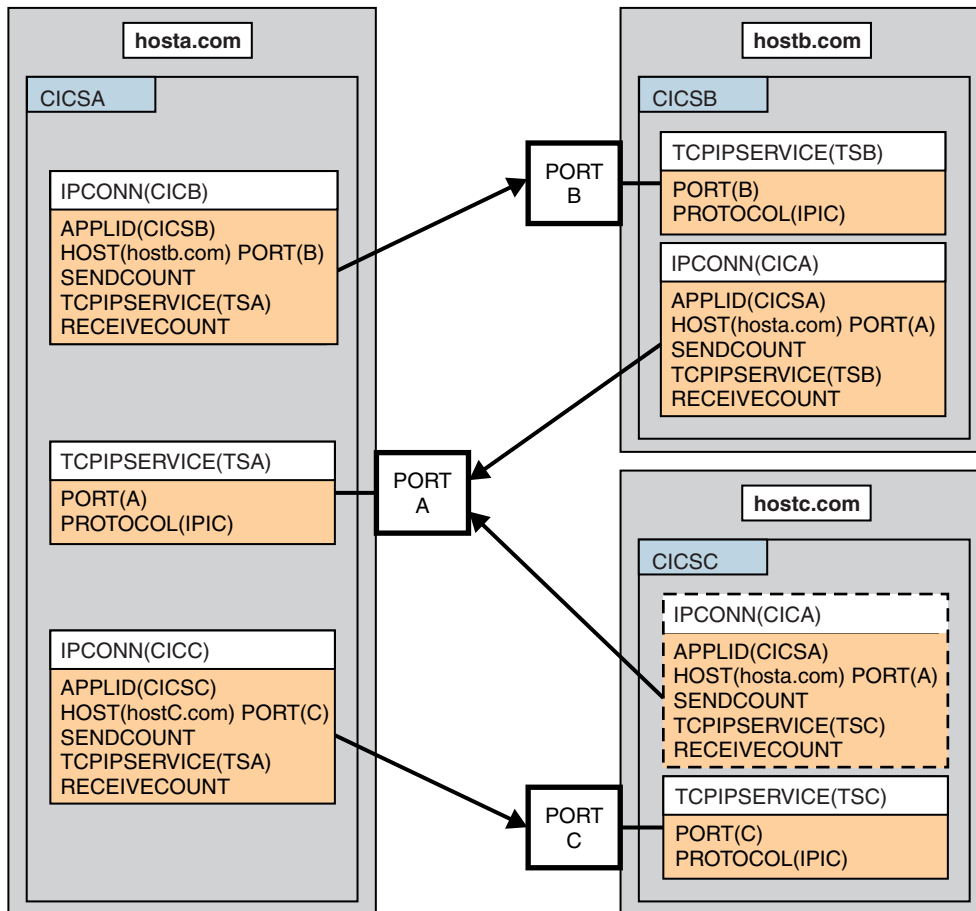 hosta.com
CICSA
IPCONN(CICB)
APPLID(CICSB)
HOST(hostb.com) PORT(B)
SENDCOUNT
TCPIPSERVICE(TSA)
RECEIVECOUNT
TCPIPSERVICE(TSA)
PORT(A)
PROTOCOL(IPIC)
IPCONN(CICC)
APPLID(CICSC)
HOST(hostC.com) PORT(C)
SENDCOUNT
TCPIPSERVICE(TSA)
RECEIVECOUNT
PORT
B
PORT
A
PORT
C
hostb.com
CICSB
TCPIPSERVICE(TSB)
PORT(B)
PROTOCOL(IPIC)
IPCONN(CICA)
APPLID(CICSA)
HOST(hosta.com) PORT(A)
SENDCOUNT
TCPIPSERVICE(TSB)
RECEIVECOUNT
hostc.com
CICSC
IPCONN(CICA)
APPLID(CICSA)
HOST(hosta.com) PORT(A)
SENDCOUNT
TCPIPSERVICE(TSC)
RECEIVECOUNT
TCPIPSERVICE(TSC)
PORT(C)
PROTOCOL(IPIC)